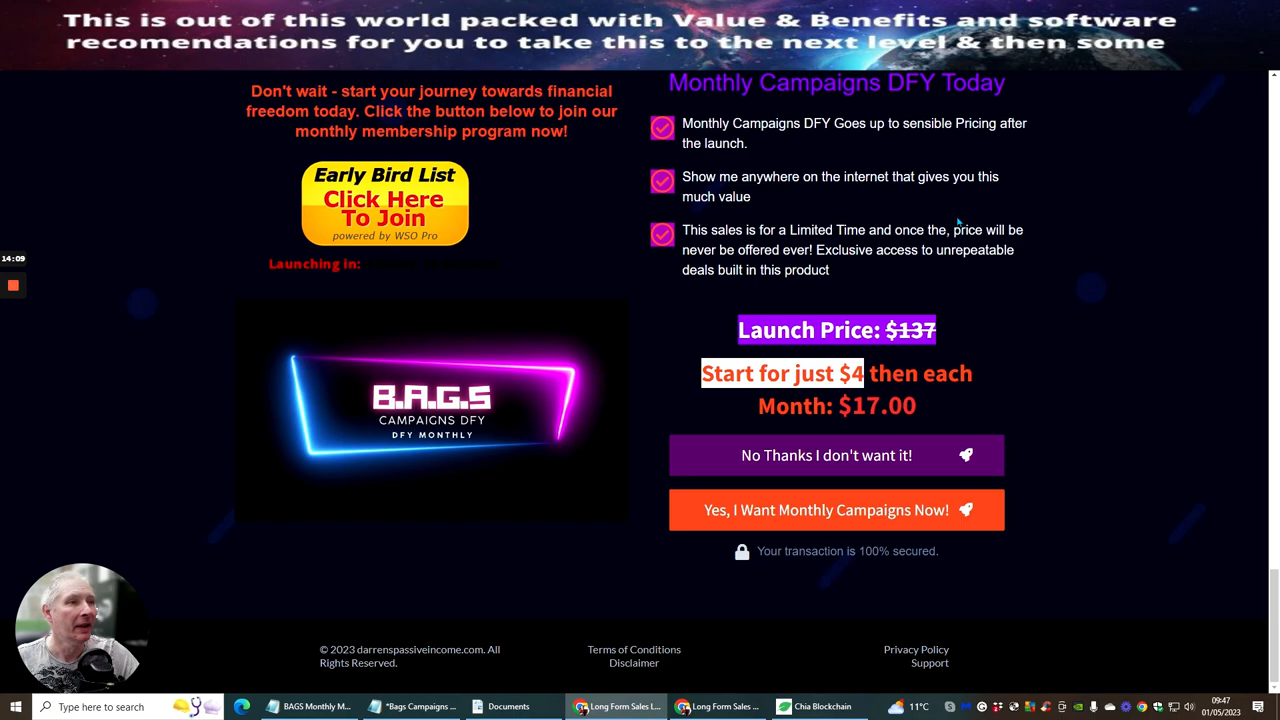 This is out of this world packed with Value & Benefits and software
recomendations for you to take this to the next level & then some
Don't wait - start your journey towards financial
freedom today. Click the button below to join our
monthly membership program now!
Early Bird List
Click Here
To Join
powered by WSO Pro
Launching in:
B.A.G.S
CAMPAIGNS DFY
DFY MONTHLY
Monthly Campaigns DFY Today
Monthly Campaigns DFY Goes up to sensible Pricing after
the launch.
Show me anywhere on the internet that gives you this
much value
This sales is for a Limited Time and once the, price will be
never be offered ever! Exclusive access to unrepeatable
deals built in this product
Launch Price: $137
Start for just $4 then each
Month: $17.00
No Thanks I don't want it!
Yes, I Want Monthly Campaigns Now!
Your transaction is 100% secured.
14:09
© 2023 darrenspassiveincome.com. All
Rights Reserved.
Terms of Conditions
Disclaimer
Privacy Policy
Support
Type here to search
BAGS Monthly M...
*Bags Campaigns ...
Documents
Long Form Sales L...
Long Form Sales ...
Chia Blockchain
11°C
09:47
01/05/2023